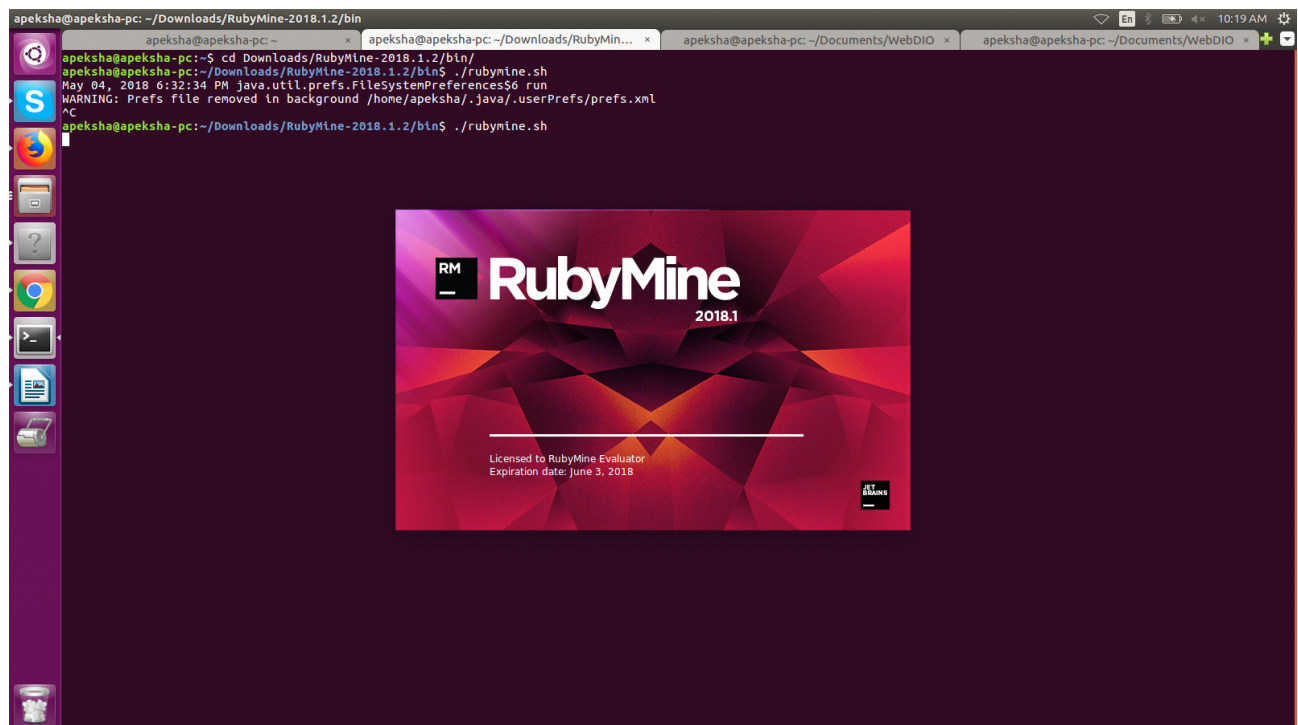 apeksha@apeksha-pc: ~/Downloads/RubyMine-2018.1.2/bin
En
10:19 AM
apeksha@apeksha-pc: ~ ×
apeksha@apeksha-pc: ~/Downloads/RubyMin... ×
apeksha@apeksha-pc: ~/Documents/WebDIO ×
apeksha@apeksha-pc: ~/Documents/WebDIO ×
apeksha@apeksha-pc:~$ cd Downloads/RubyMine-2018.1.2/bin/
apeksha@apeksha-pc:~/Downloads/RubyMine-2018.1.2/bin$ ./rubymine.sh
May 04, 2018 6:32:34 PM java.util.prefs.FileSystemPreferences$6 run
WARNING: Prefs file removed in background /home/apeksha/.java/.userPrefs/prefs.xml
^C
apeksha@apeksha-pc:~/Downloads/RubyMine-2018.1.2/bin$ ./rubymine.sh
RM
RubyMine
2018.1
Licensed to RubyMine Evaluator
Expiration date: June 3, 2018
JET
BRAINS